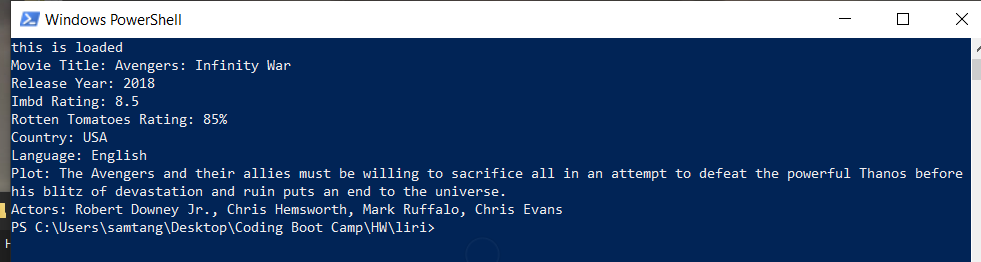 Windows PowerShell
this is loaded
Movie Title: Avengers: Infinity War
Release Year: 2018
Imbd Rating: 8.5
Rotten Tomatoes Rating: 85%
Country: USA
Language: English
Plot: The Avengers and their allies must be willing to sacrifice all in an attempt to defeat the powerful Thanos before
his blitz of devastation and ruin puts an end to the universe.
Actors: Robert Downey Jr., Chris Hemsworth, Mark Ruffalo, Chris Evans
PS C:\Users\samtang\Desktop\Coding Boot Camp\HW\liri>
H